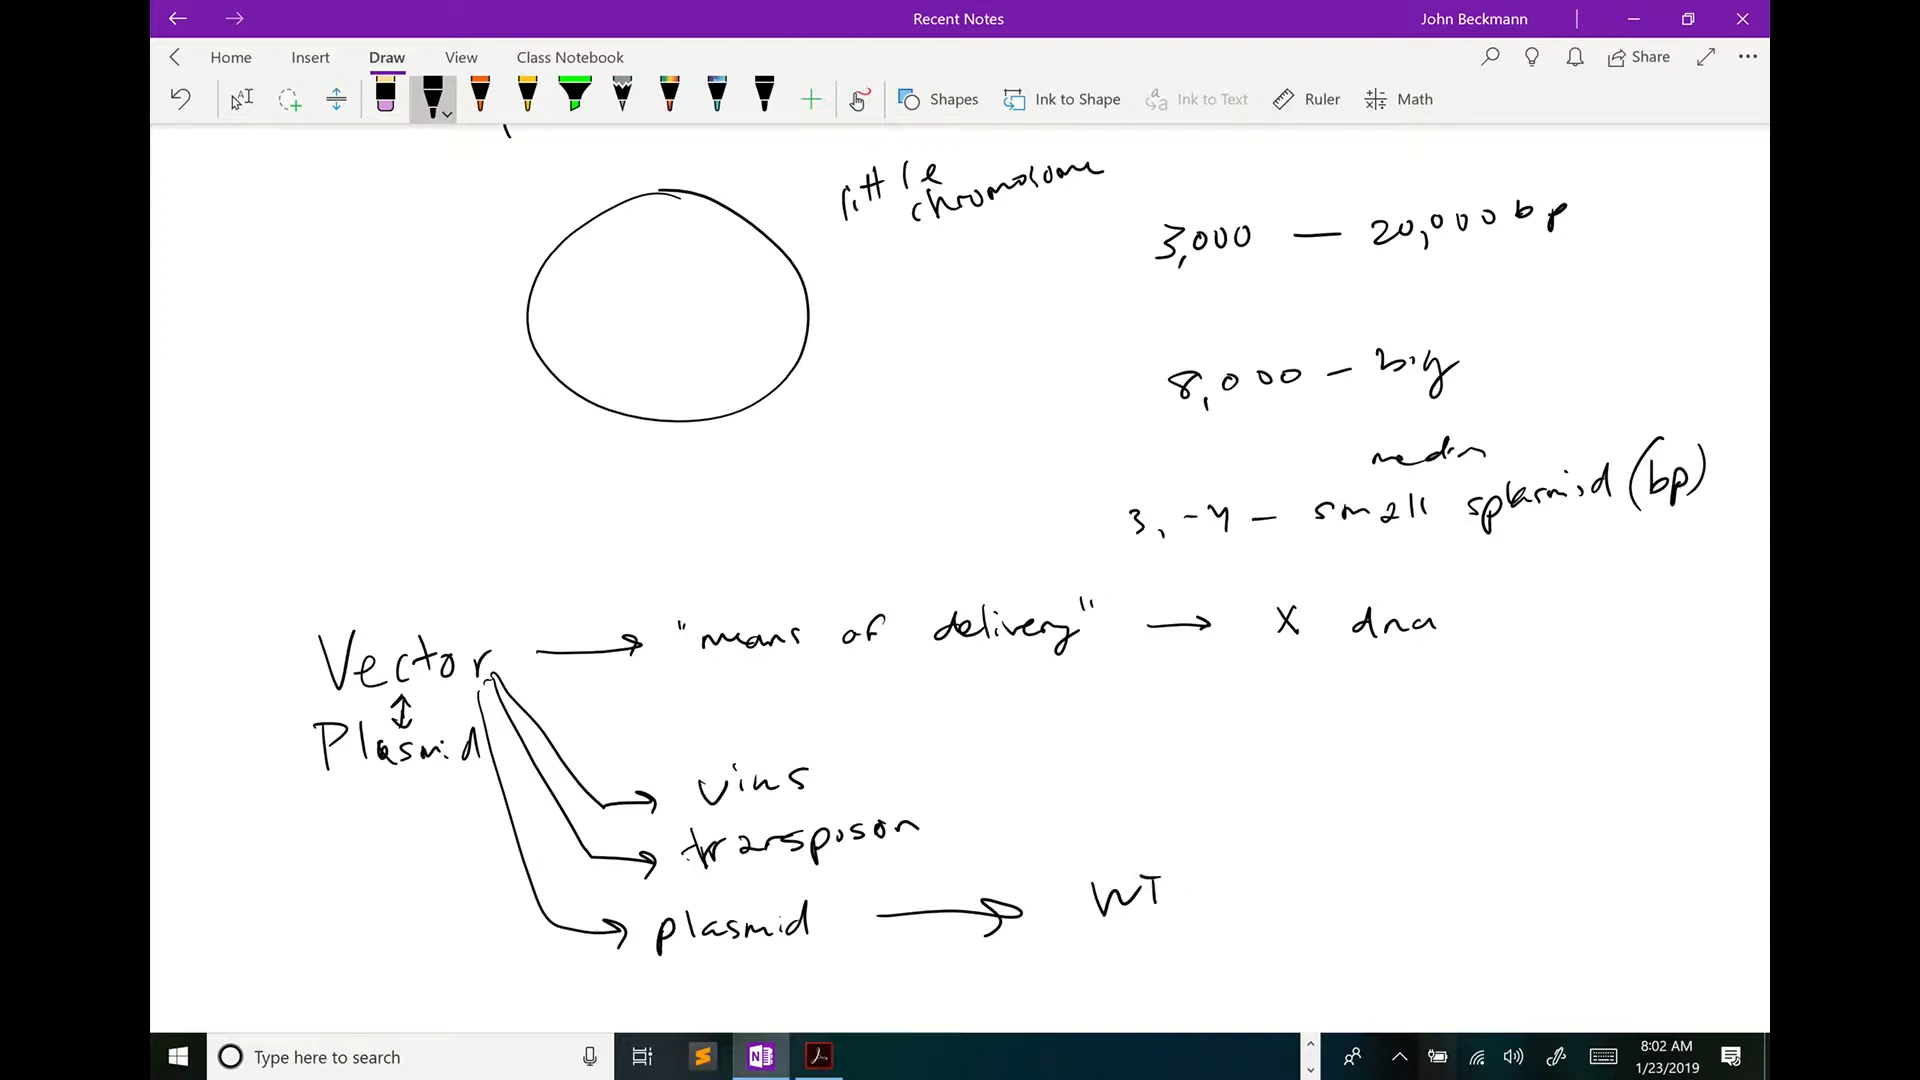 Recent Notes
John Beckmann
Home Insert Draw View Class Notebook
Share
Shapes Ink to Shape Ink to Text Ruler Math
little
chromosome
3,000 — 20,000 bp
8,000 - big
3, -4 - small plasmid (bp)
Vector → "means of delivery" → X dna
↕
Plasmid
virus
transposon
plasmid → WT
Type here to search
8:02 AM
1/23/2019